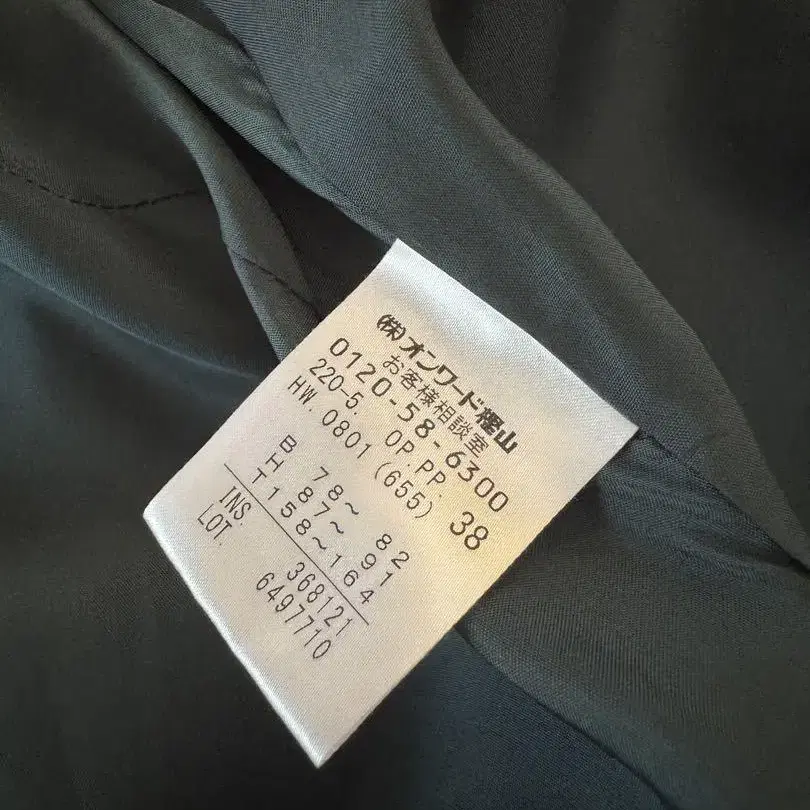 (株)オンワード樫山
お客様相談室
0120-58-6300
220-5. OP.PP.
HW. 0801 (655) 38
B 78~ 82
H 87~ 91
T158~164
INS. 368121
LOT. 6497710